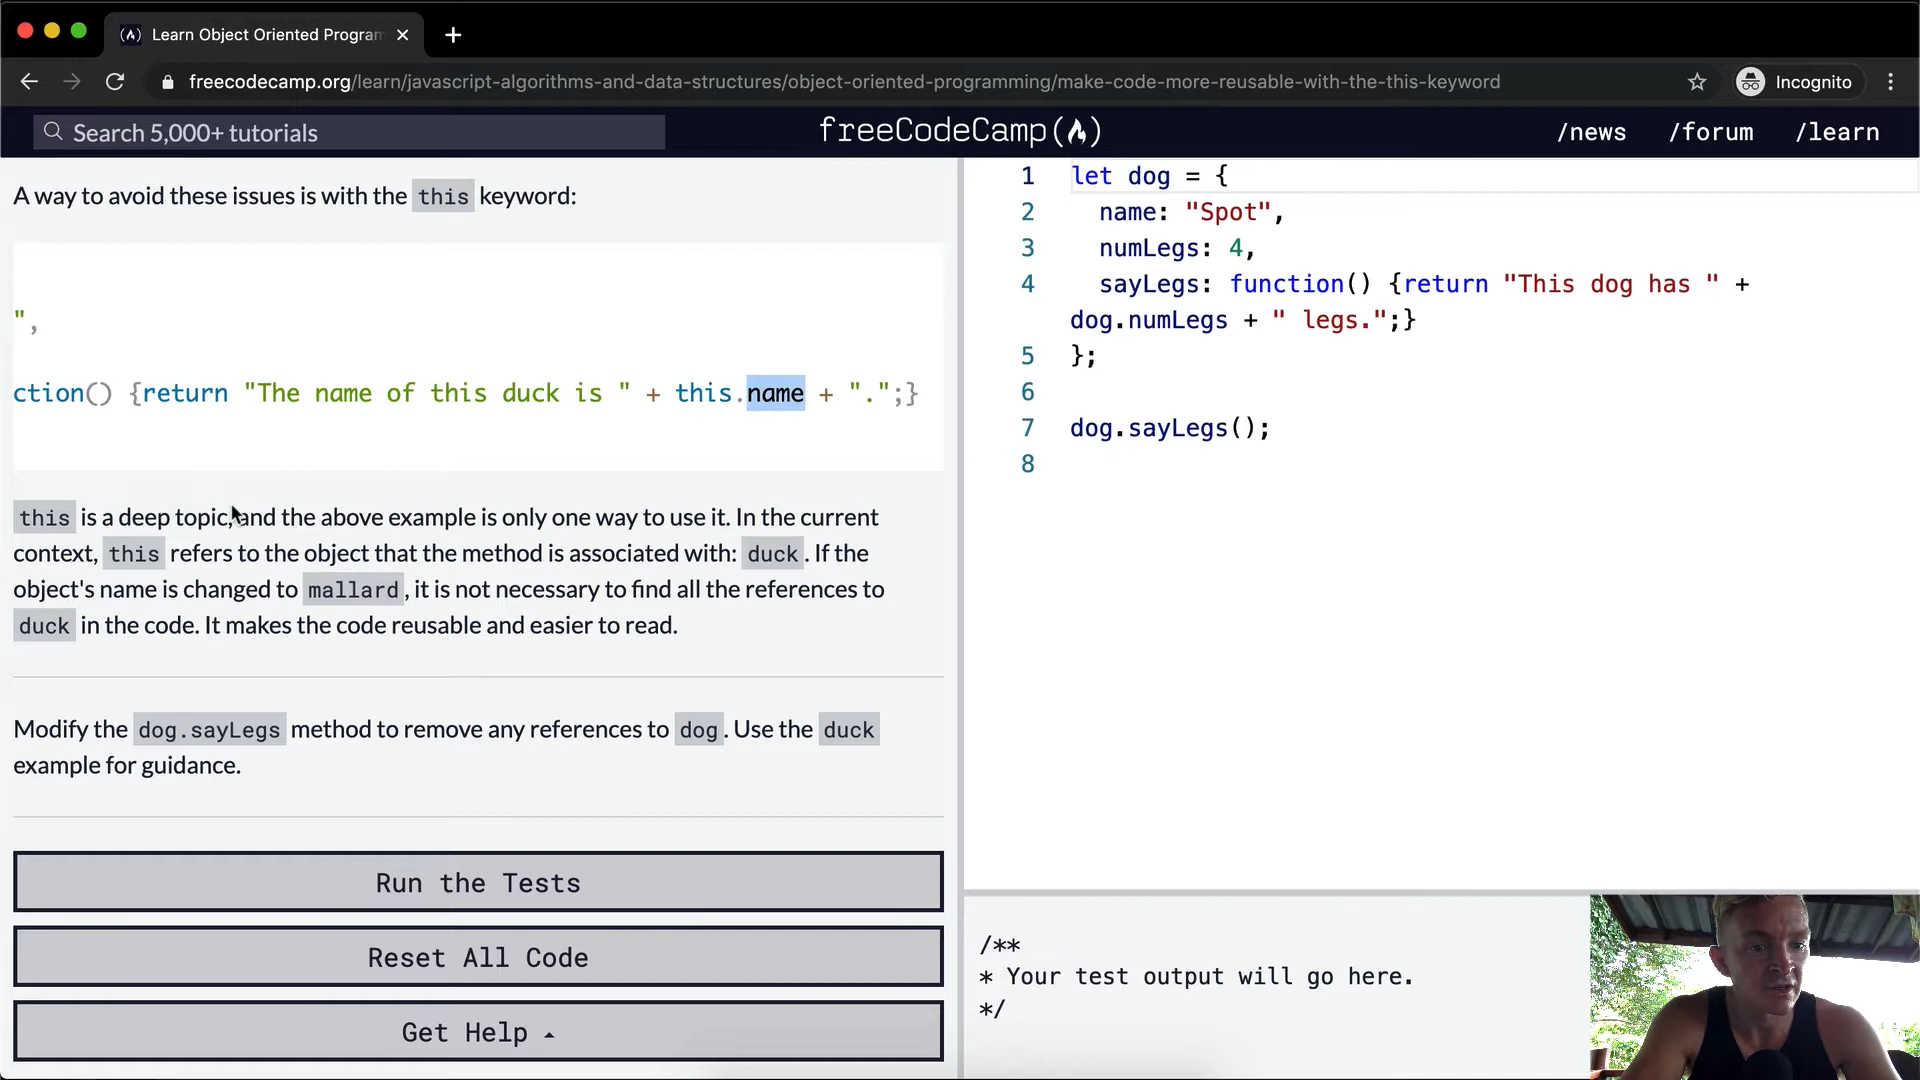 Learn Object Oriented Program
freecodecamp.org/learn/javascript-algorithms-and-data-structures/object-oriented-programming/make-code-more-reusable-with-the-this-keyword
Incognito
Search 5,000+ tutorials
freeCodeCamp(🔥)
/news /forum /learn
A way to avoid these issues is with the this keyword:
",
ction() {return "The name of this duck is " + this.name + ".";}
this is a deep topic, and the above example is only one way to use it. In the current
context, this refers to the object that the method is associated with: duck. If the
object's name is changed to mallard, it is not necessary to find all the references to
duck in the code. It makes the code reusable and easier to read.
Modify the dog.sayLegs method to remove any references to dog. Use the duck
example for guidance.
Run the Tests
Reset All Code
Get Help
1 let dog = {
2 name: "Spot",
3 numLegs: 4,
4 sayLegs: function() {return "This dog has " +
dog.numLegs + " legs.";}
5 };
6
7 dog.sayLegs();
8
/**
* Your test output will go here.
*/